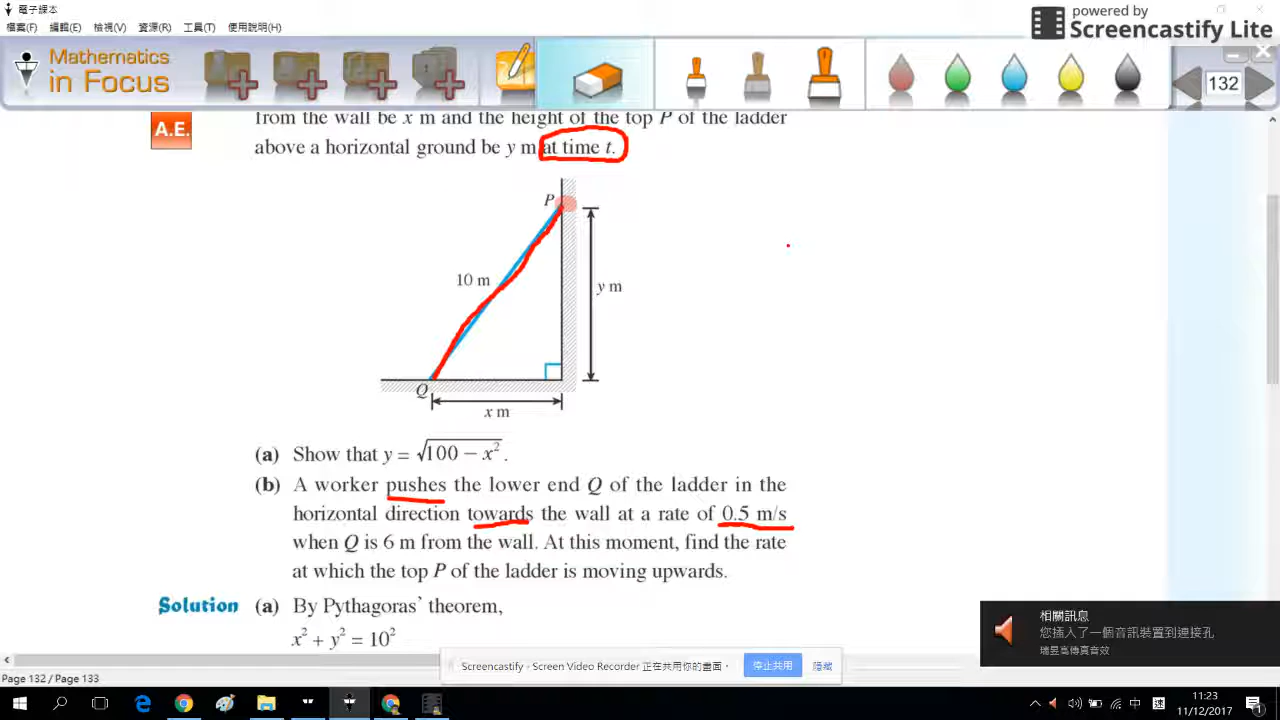 電子課本
檔案(F) 編輯(E) 檢視(V) 資源(R) 工具(T) 使用說明(H)
powered by
Screencastify Lite
Mathematics
in Focus
132
A.E.
from the wall be x m and the height of the top P of the ladder
above a horizontal ground be y m at time t.
P
10 m
y m
Q
x m
(a) Show that y = √100 − x².
(b) A worker pushes the lower end Q of the ladder in the
horizontal direction towards the wall at a rate of 0.5 m/s
when Q is 6 m from the wall. At this moment, find the rate
at which the top P of the ladder is moving upwards.
Solution (a) By Pythagoras' theorem,
x² + y² = 10²
相關訊息
您插入了一個音訊裝置到連接孔
瑞昱高傳真音效
Screencastify - Screen Video Recorder 正在共用你的畫面。 停止共用 隱藏
Page 132 / Page 133
中
11:23
11/12/2017
1